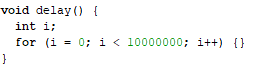 void delay() {
  int i;
  for (i = 0; i < 10000000; i++) {}
}